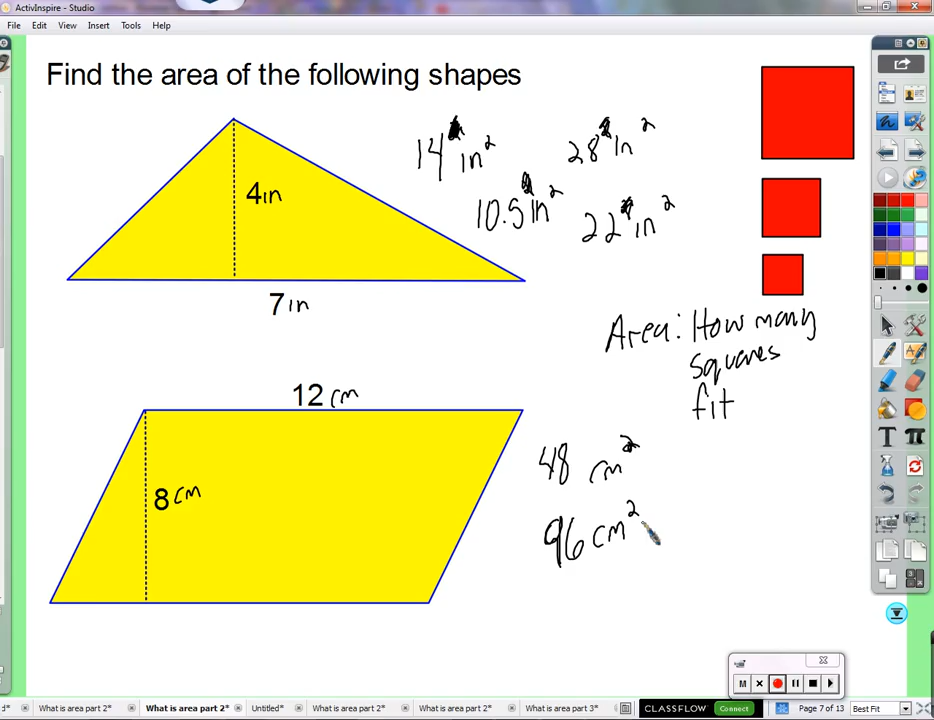 ActivInspire - Studio
File Edit View Insert Tools Help
Find the area of the following shapes
4in
7in
14 in²
28 in²
10.5 in²
22 in²
Area: How many
squares
fit
12 cm
8 cm
48 cm²
96 cm²
M
d* What is area part 2* What is area part 2* Untitled* What is area part 2* What is area part 2* What is area part 3* CLASSFLOW Connect Page 7 of 13 Best Fit